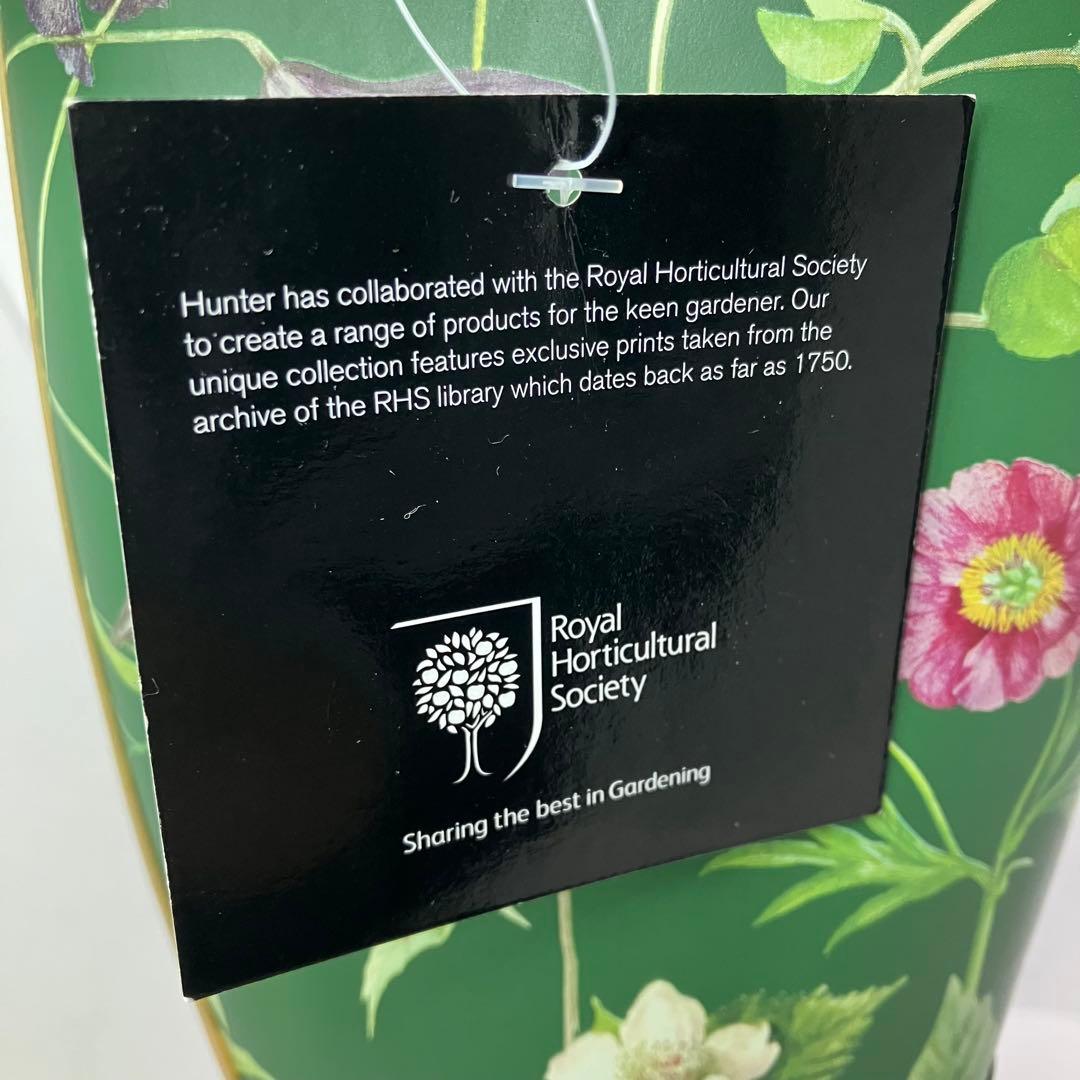 Hunter has collaborated with the Royal Horticultural Society
to create a range of products for the keen gardener. Our
unique collection features exclusive prints taken from the
archive of the RHS library which dates back as far as 1750.
Royal
Horticultural
Society
Sharing the best in Gardening